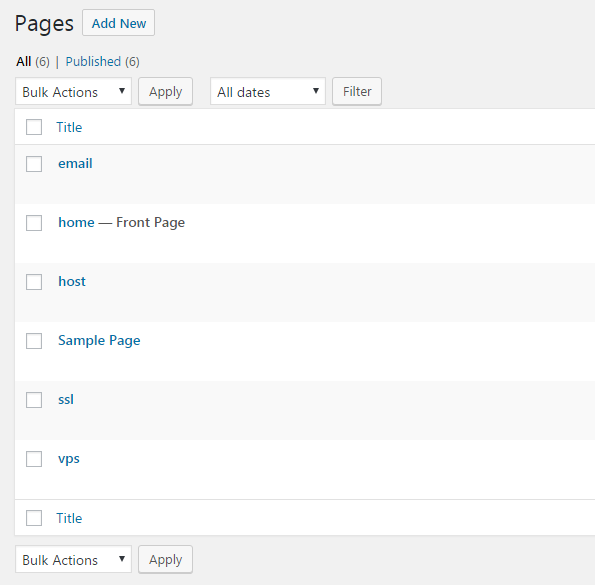 Pages Add New
All (6) | Published (6)
Bulk Actions Apply All dates Filter
Title
email
home — Front Page
host
Sample Page
ssl
vps
Title
Bulk Actions Apply